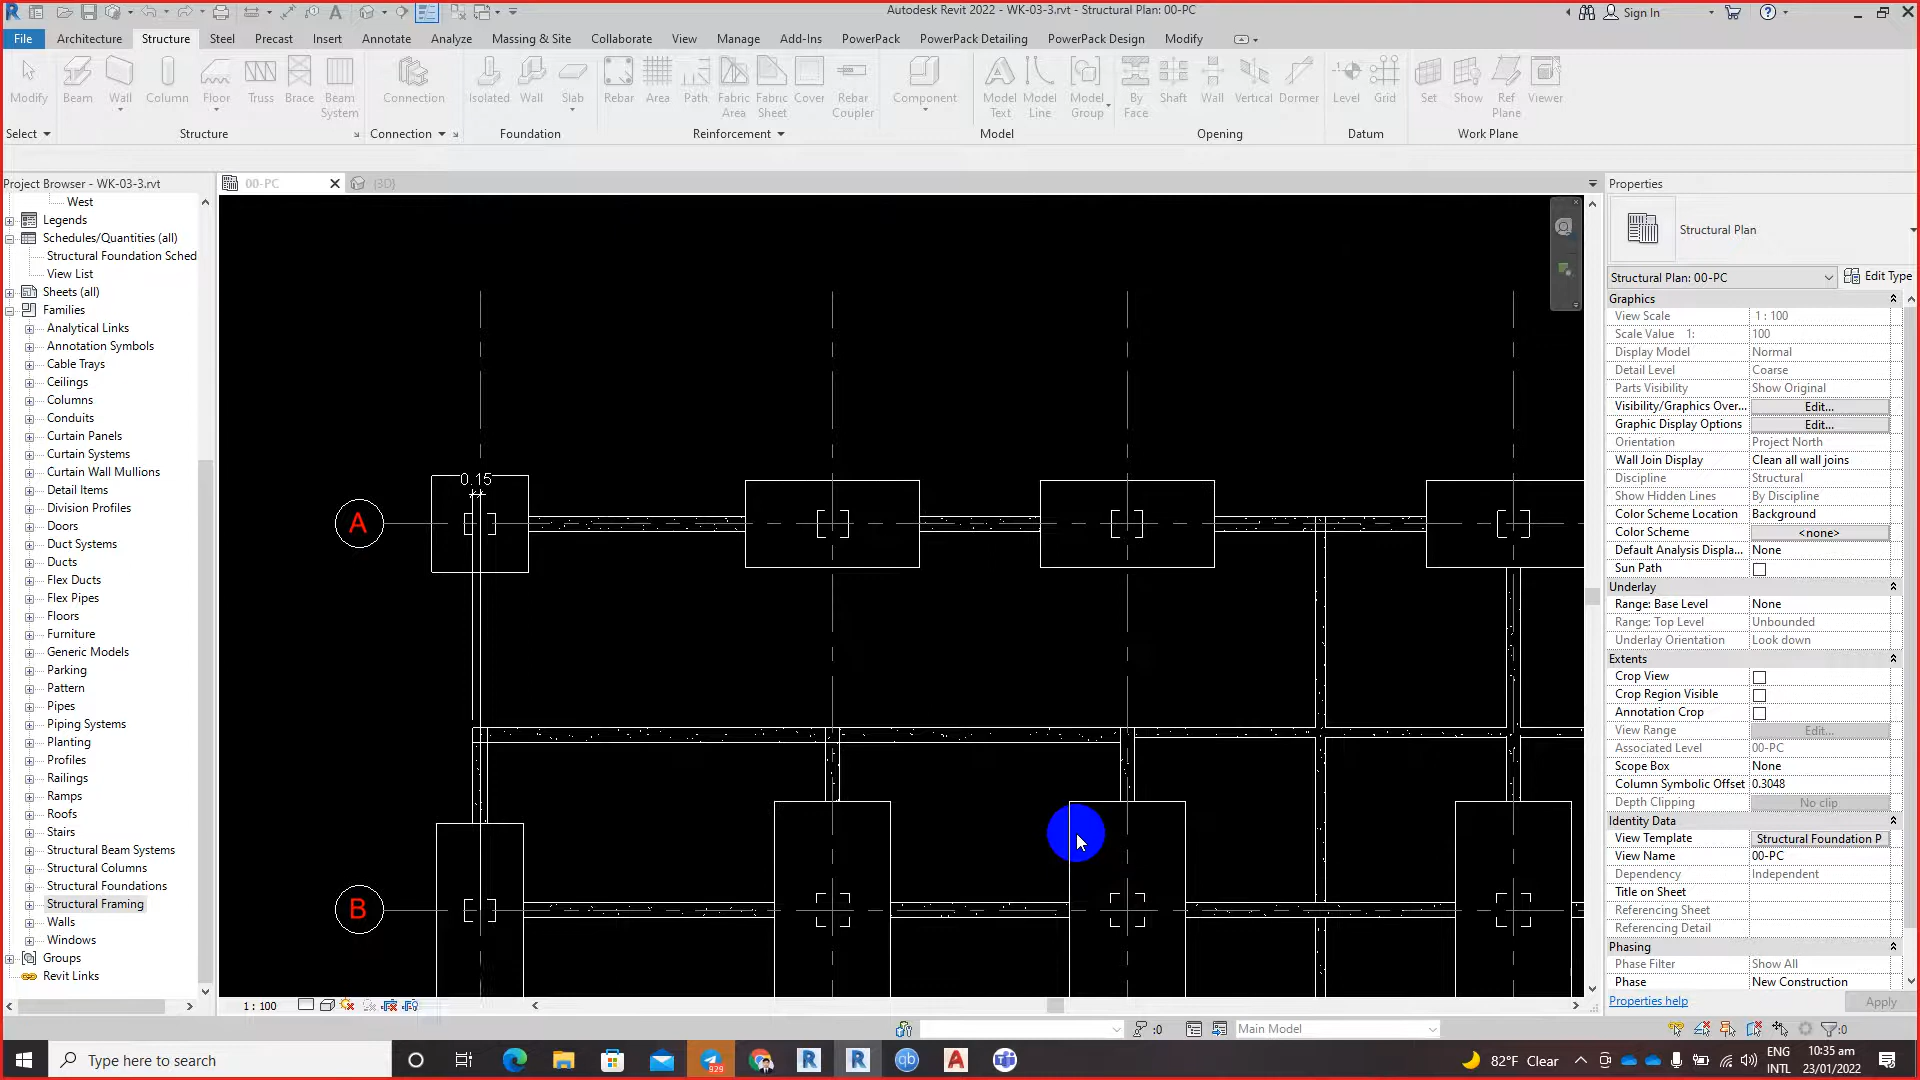 Autodesk Revit 2022 - WK-03-3.rvt - Structural Plan: 00-PC
Sign In
File Architecture Structure Steel Precast Insert Annotate Analyze Massing & Site Collaborate View Manage Add-Ins PowerPack PowerPack Detailing PowerPack Design Modify
Modify Beam Wall Column Floor Truss Brace Beam System Connection Isolated Wall Slab Rebar Area Path Fabric Area Fabric Sheet Cover Rebar Coupler Component Model Text Model Line Model Group By Face Shaft Wall Vertical Dormer Level Grid Set Show Ref Plane Viewer
Select Structure Connection Foundation Reinforcement Model Opening Datum Work Plane
Project Browser - WK-03-3.rvt
West
Legends
Schedules/Quantities (all)
Structural Foundation Sched
View List
Sheets (all)
Families
Analytical Links
Annotation Symbols
Cable Trays
Ceilings
Columns
Conduits
Curtain Panels
Curtain Systems
Curtain Wall Mullions
Detail Items
Division Profiles
Doors
Duct Systems
Ducts
Flex Ducts
Flex Pipes
Floors
Furniture
Generic Models
Parking
Pattern
Pipes
Piping Systems
Planting
Profiles
Railings
Ramps
Roofs
Stairs
Structural Beam Systems
Structural Columns
Structural Foundations
Structural Framing
Walls
Windows
Groups
Revit Links
00-PC
{3D}
0.15
A
B
1 : 100
Properties
Structural Plan
Structural Plan: 00-PC
Edit Type
Graphics
View Scale 1 : 100
Scale Value 1: 100
Display Model Normal
Detail Level Coarse
Parts Visibility Show Original
Visibility/Graphics Over... Edit...
Graphic Display Options Edit...
Orientation Project North
Wall Join Display Clean all wall joins
Discipline Structural
Show Hidden Lines By Discipline
Color Scheme Location Background
Color Scheme <none>
Default Analysis Displa... None
Sun Path
Underlay
Range: Base Level None
Range: Top Level Unbounded
Underlay Orientation Look down
Extents
Crop View
Crop Region Visible
Annotation Crop
View Range Edit...
Associated Level 00-PC
Scope Box None
Column Symbolic Offset 0.3048
Depth Clipping No clip
Identity Data
View Template Structural Foundation P
View Name 00-PC
Dependency Independent
Title on Sheet
Referencing Sheet
Referencing Detail
Phasing
Phase Filter Show All
Phase New Construction
Properties help
Apply
:0
Main Model
:0
Type here to search
929
82°F Clear
ENG
INTL
10:35 am
23/01/2022